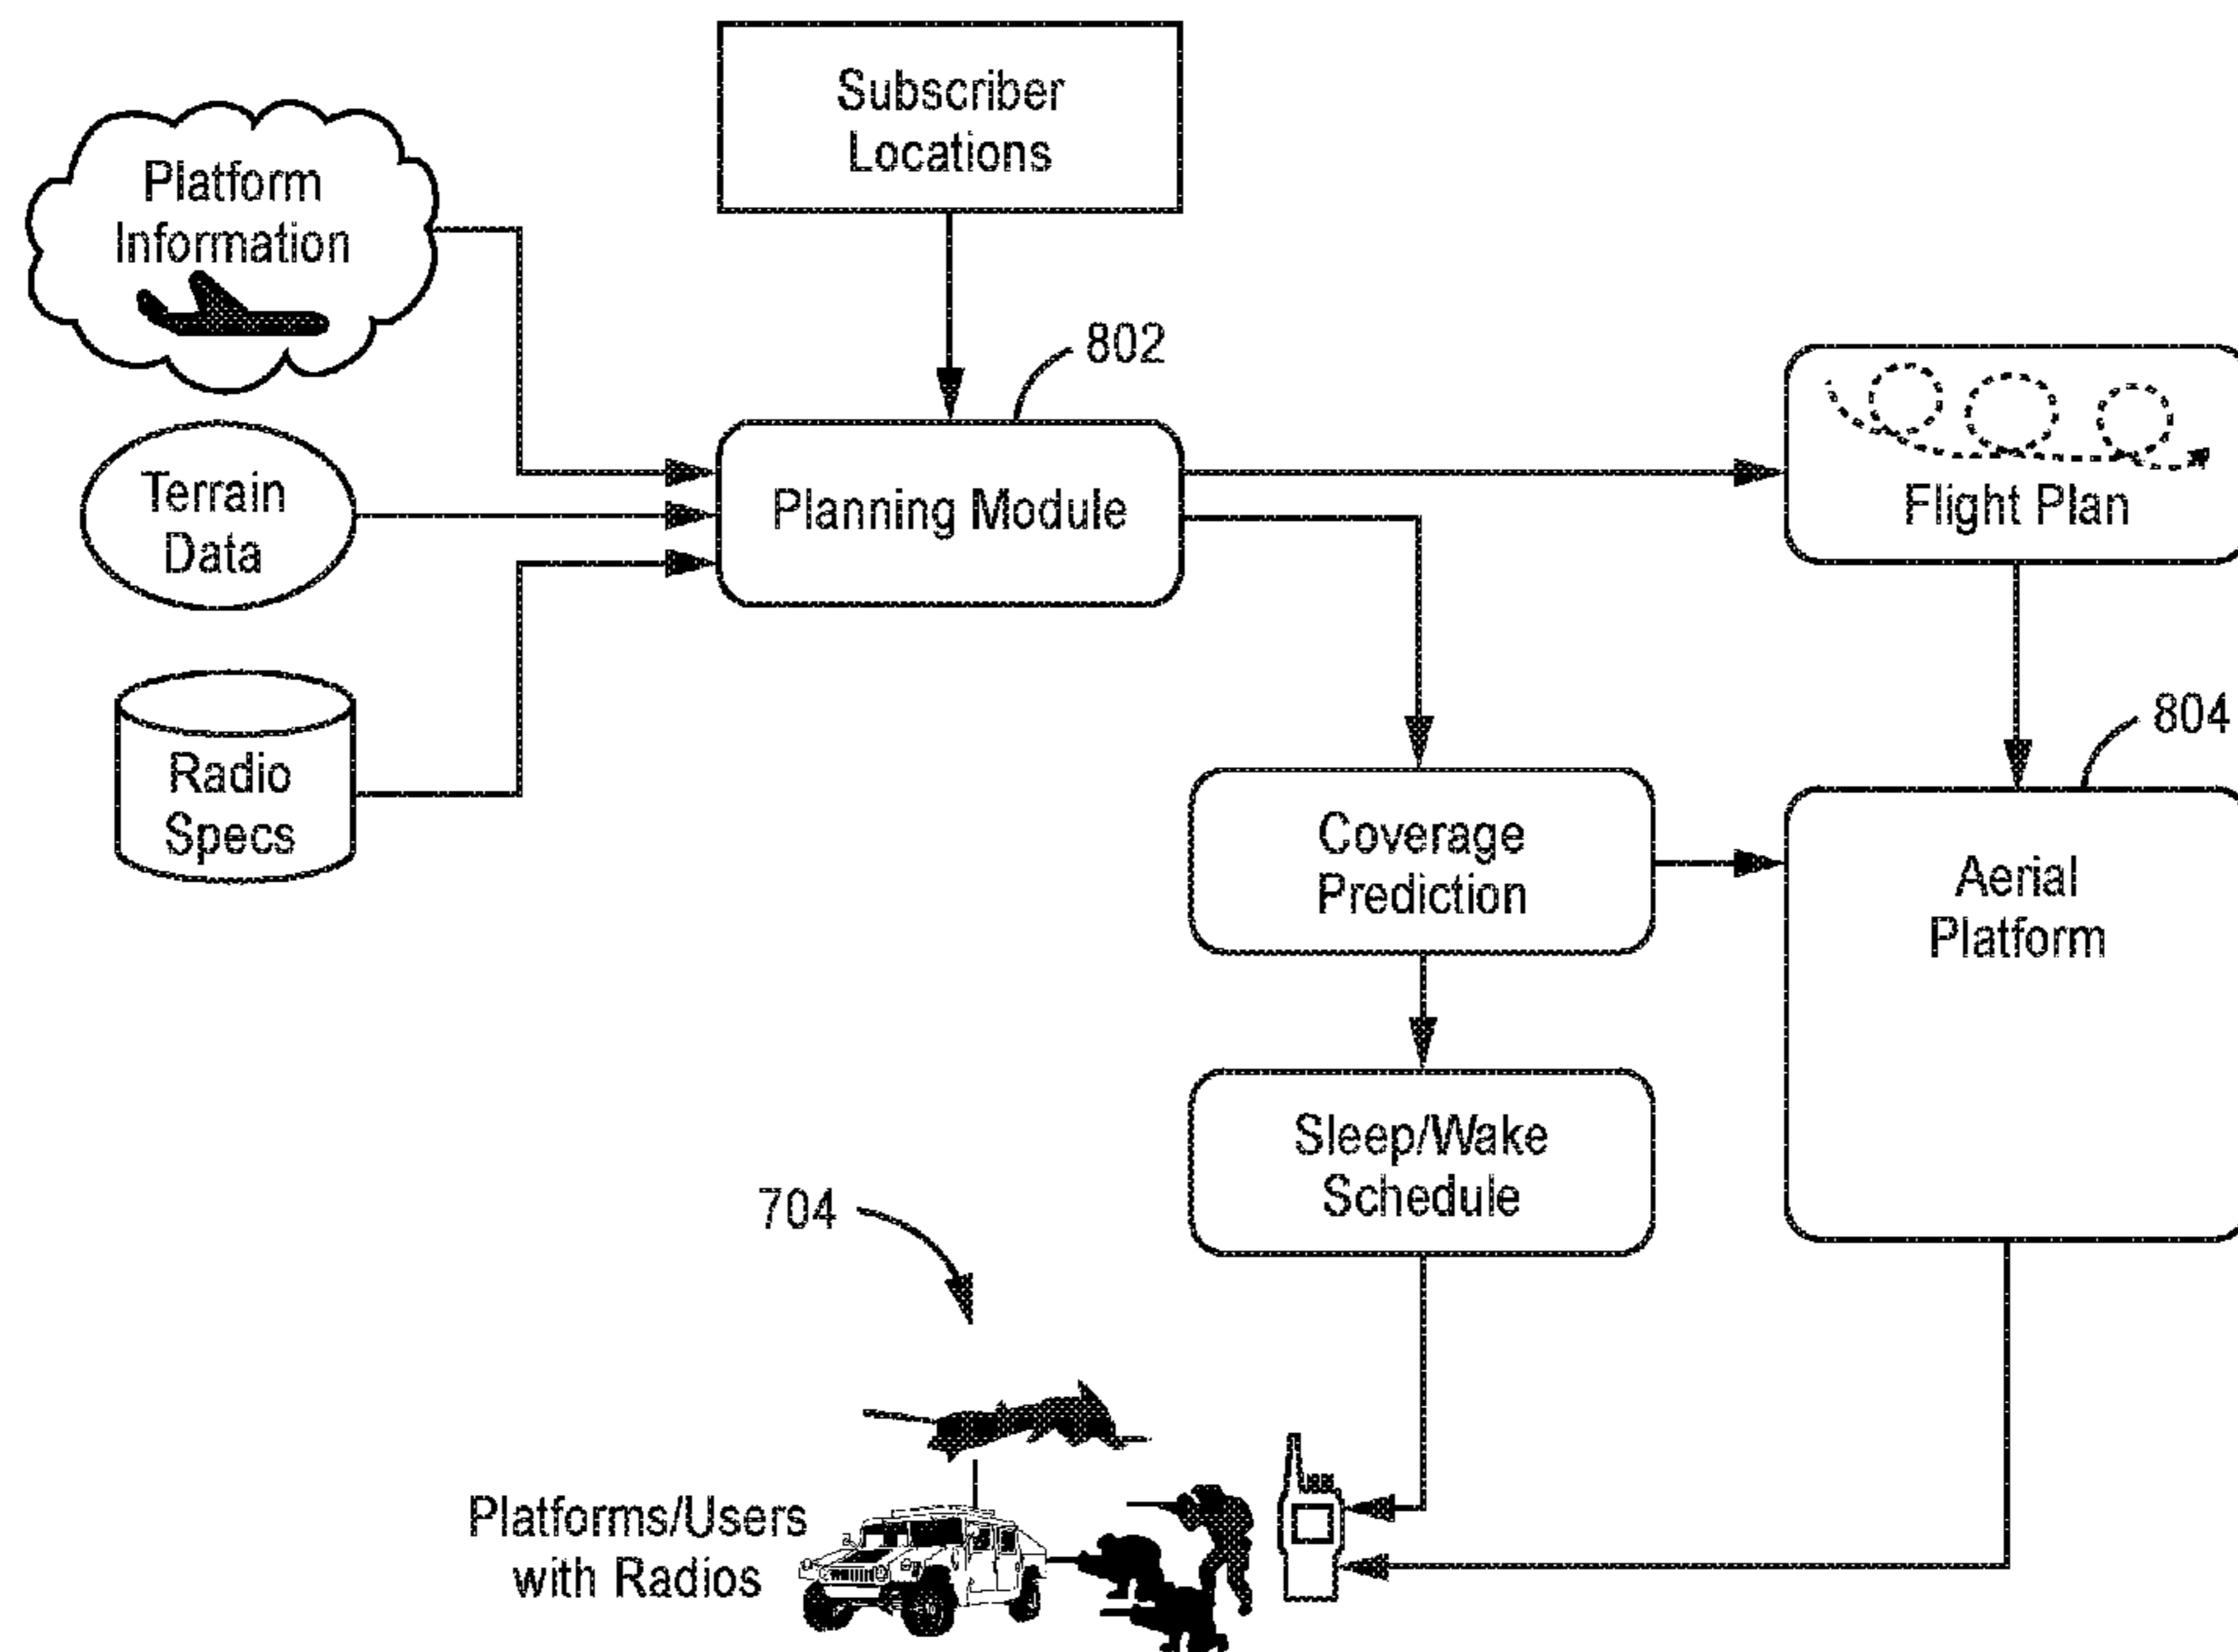 Subscriber
Locations
Platform
Information
802
Terrain
Data
Planning Module
Flight Plan
804
Radio
Specs
Coverage
Prediction
Aerial
Platform
Sleep/Wake
Schedule
704
Platforms/Users
with Radios